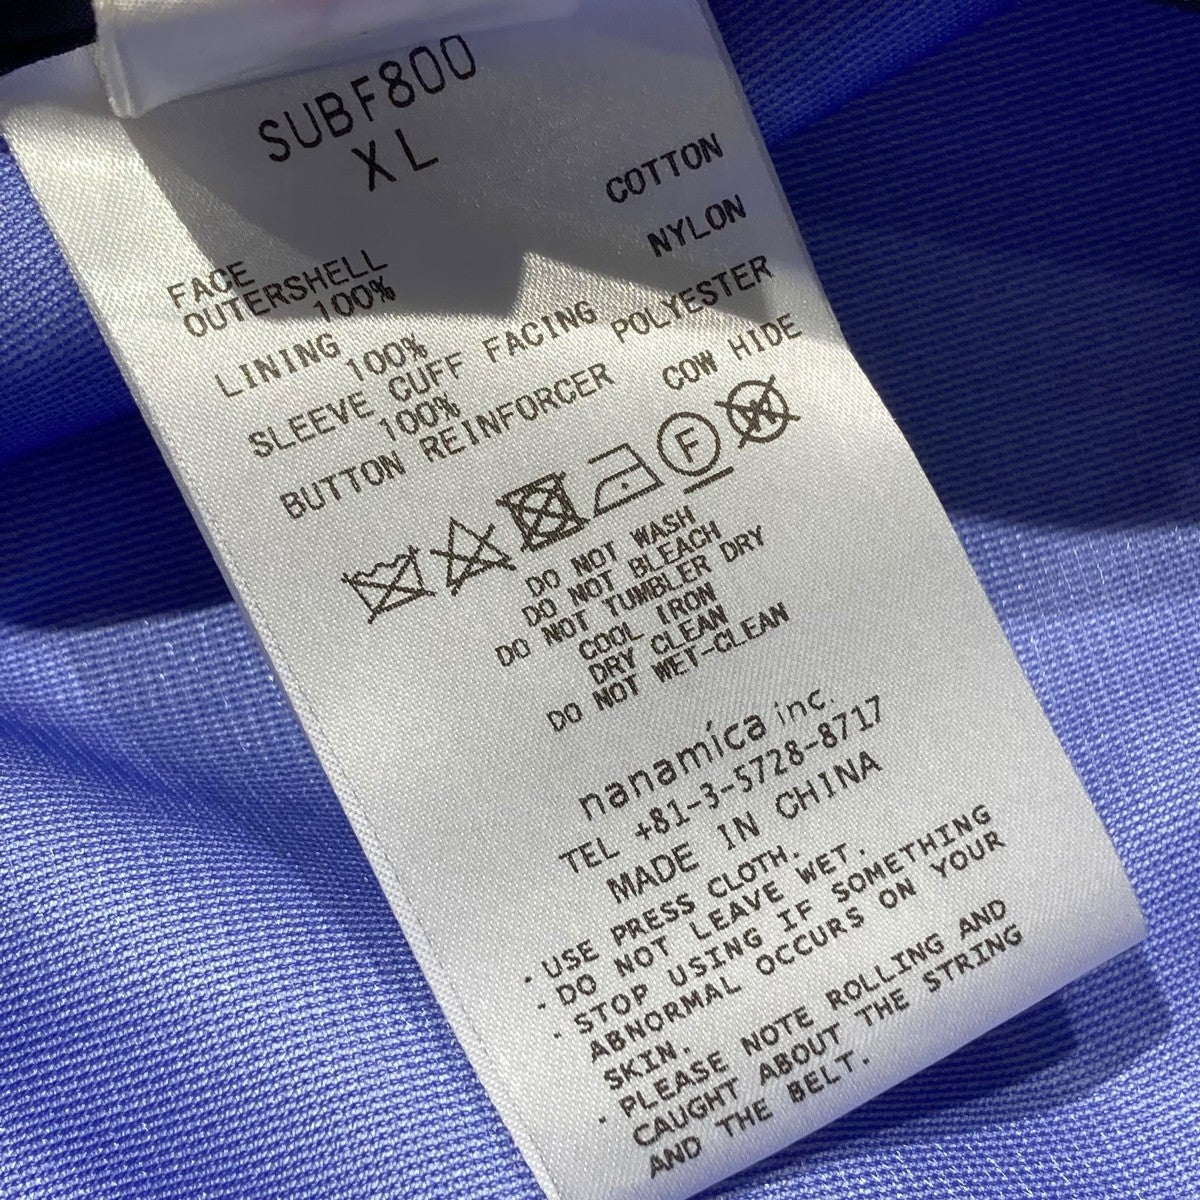 SUBF800
XL
FACE
OUTERSHELL
100% COTTON
LINING
100% NYLON
SLEEVE CUFF FACING
100% POLYESTER
BUTTON REINFORCER COW HIDE
F
W
DO NOT WASH
DO NOT BLEACH
DO NOT TUMBLER DRY
COOL IRON
DRY CLEAN
DO NOT WET-CLEAN
nanamíca inc.
TEL +81-3-5728-8717
MADE IN CHINA
・USE PRESS CLOTH.
・DO NOT LEAVE WET.
・STOP USING IF SOMETHING
ABNORMAL OCCURS ON YOUR
SKIN.
・PLEASE NOTE ROLLING AND
CAUGHT ABOUT THE STRING
AND THE BELT.